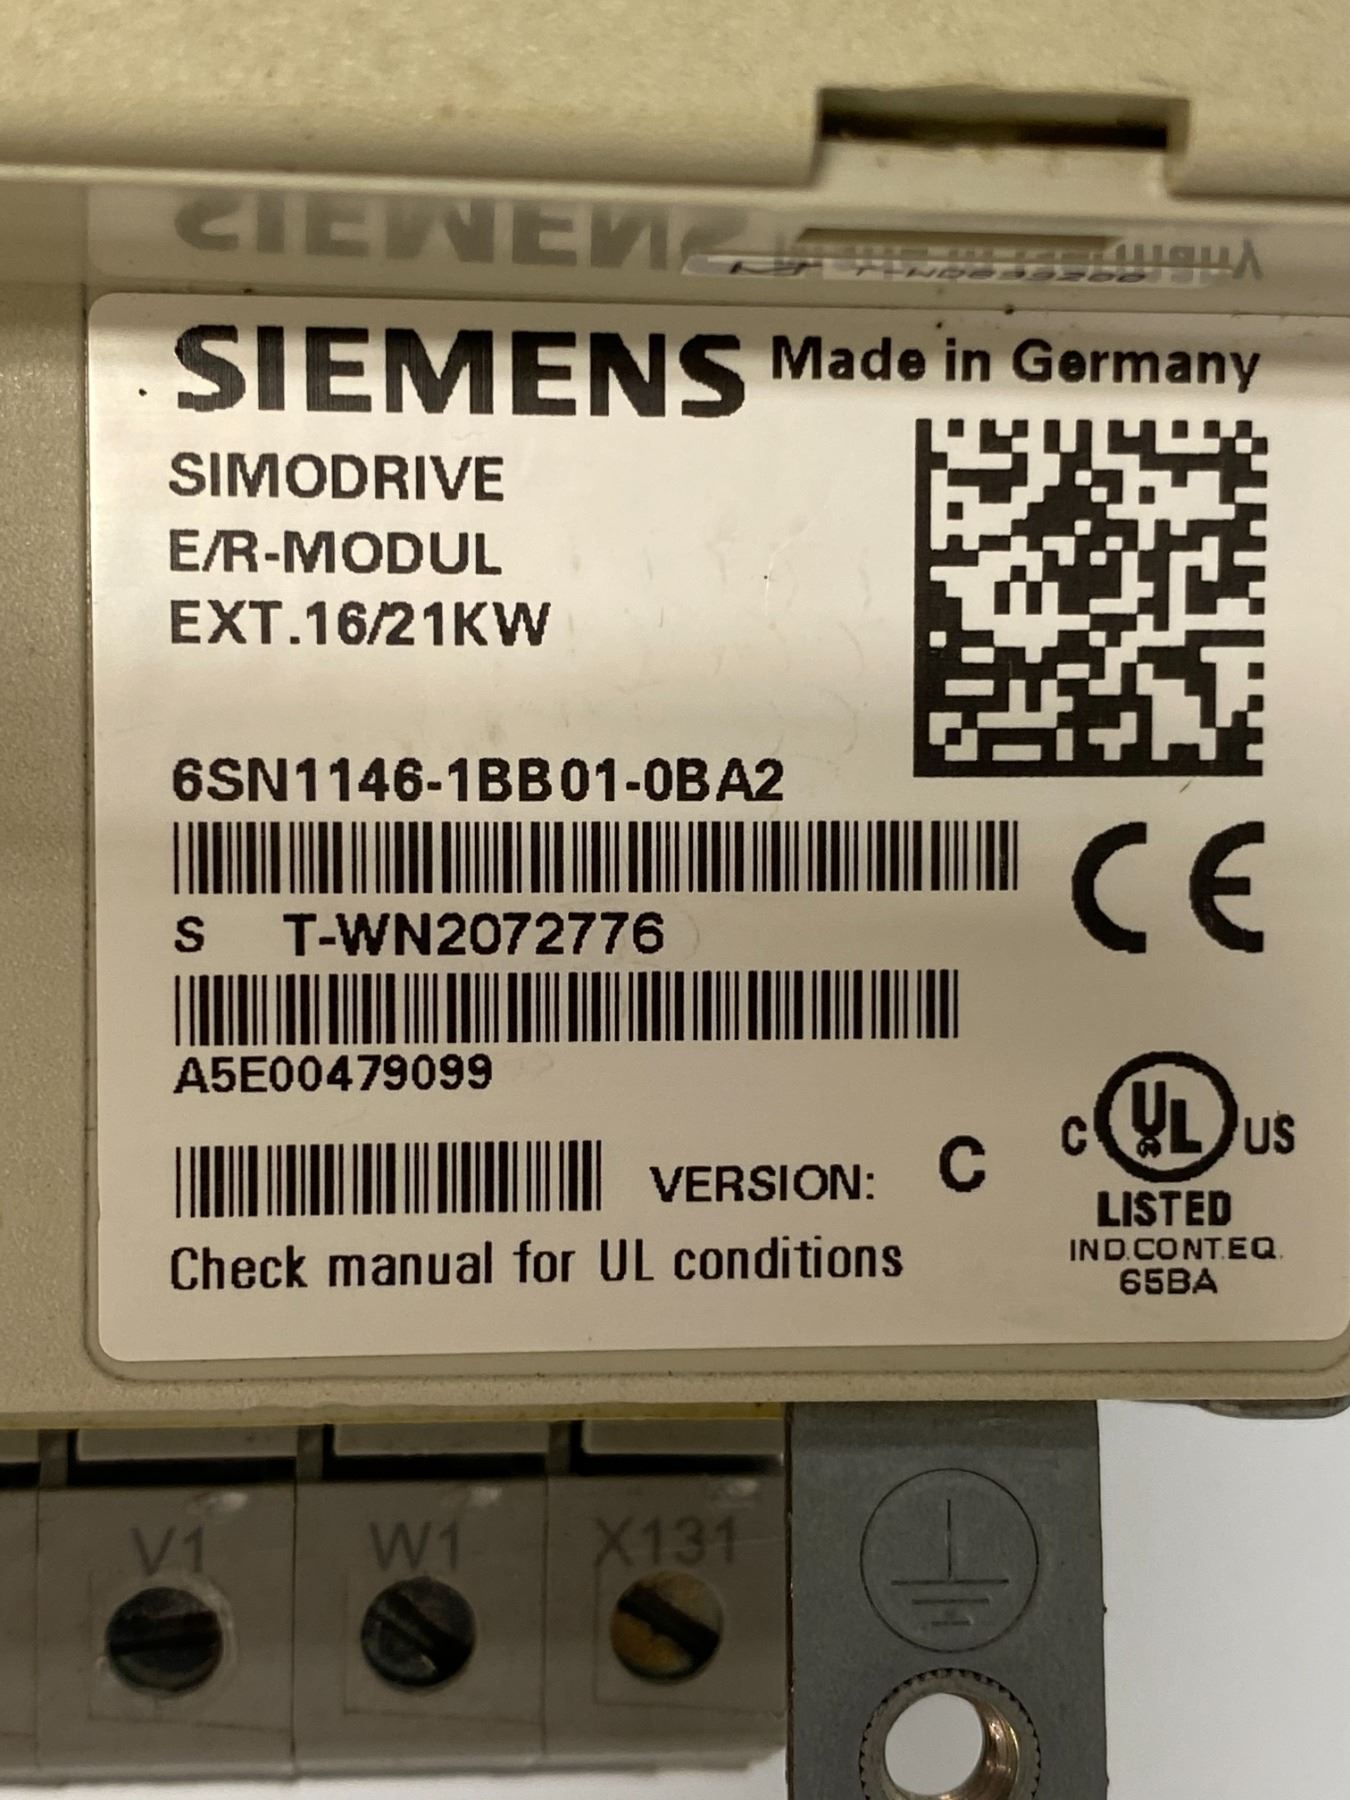 SIEMENS Made in Germany
SIMODRIVE
E/R-MODUL
EXT.16/21KW
6SN1146-1BB01-0BA2
CE
S T-WN2072776
A5E00479099
VERSION: C
C UL US
LISTED
IND.CONT.EQ.
65BA
Check manual for UL conditions
V1 W1 X131